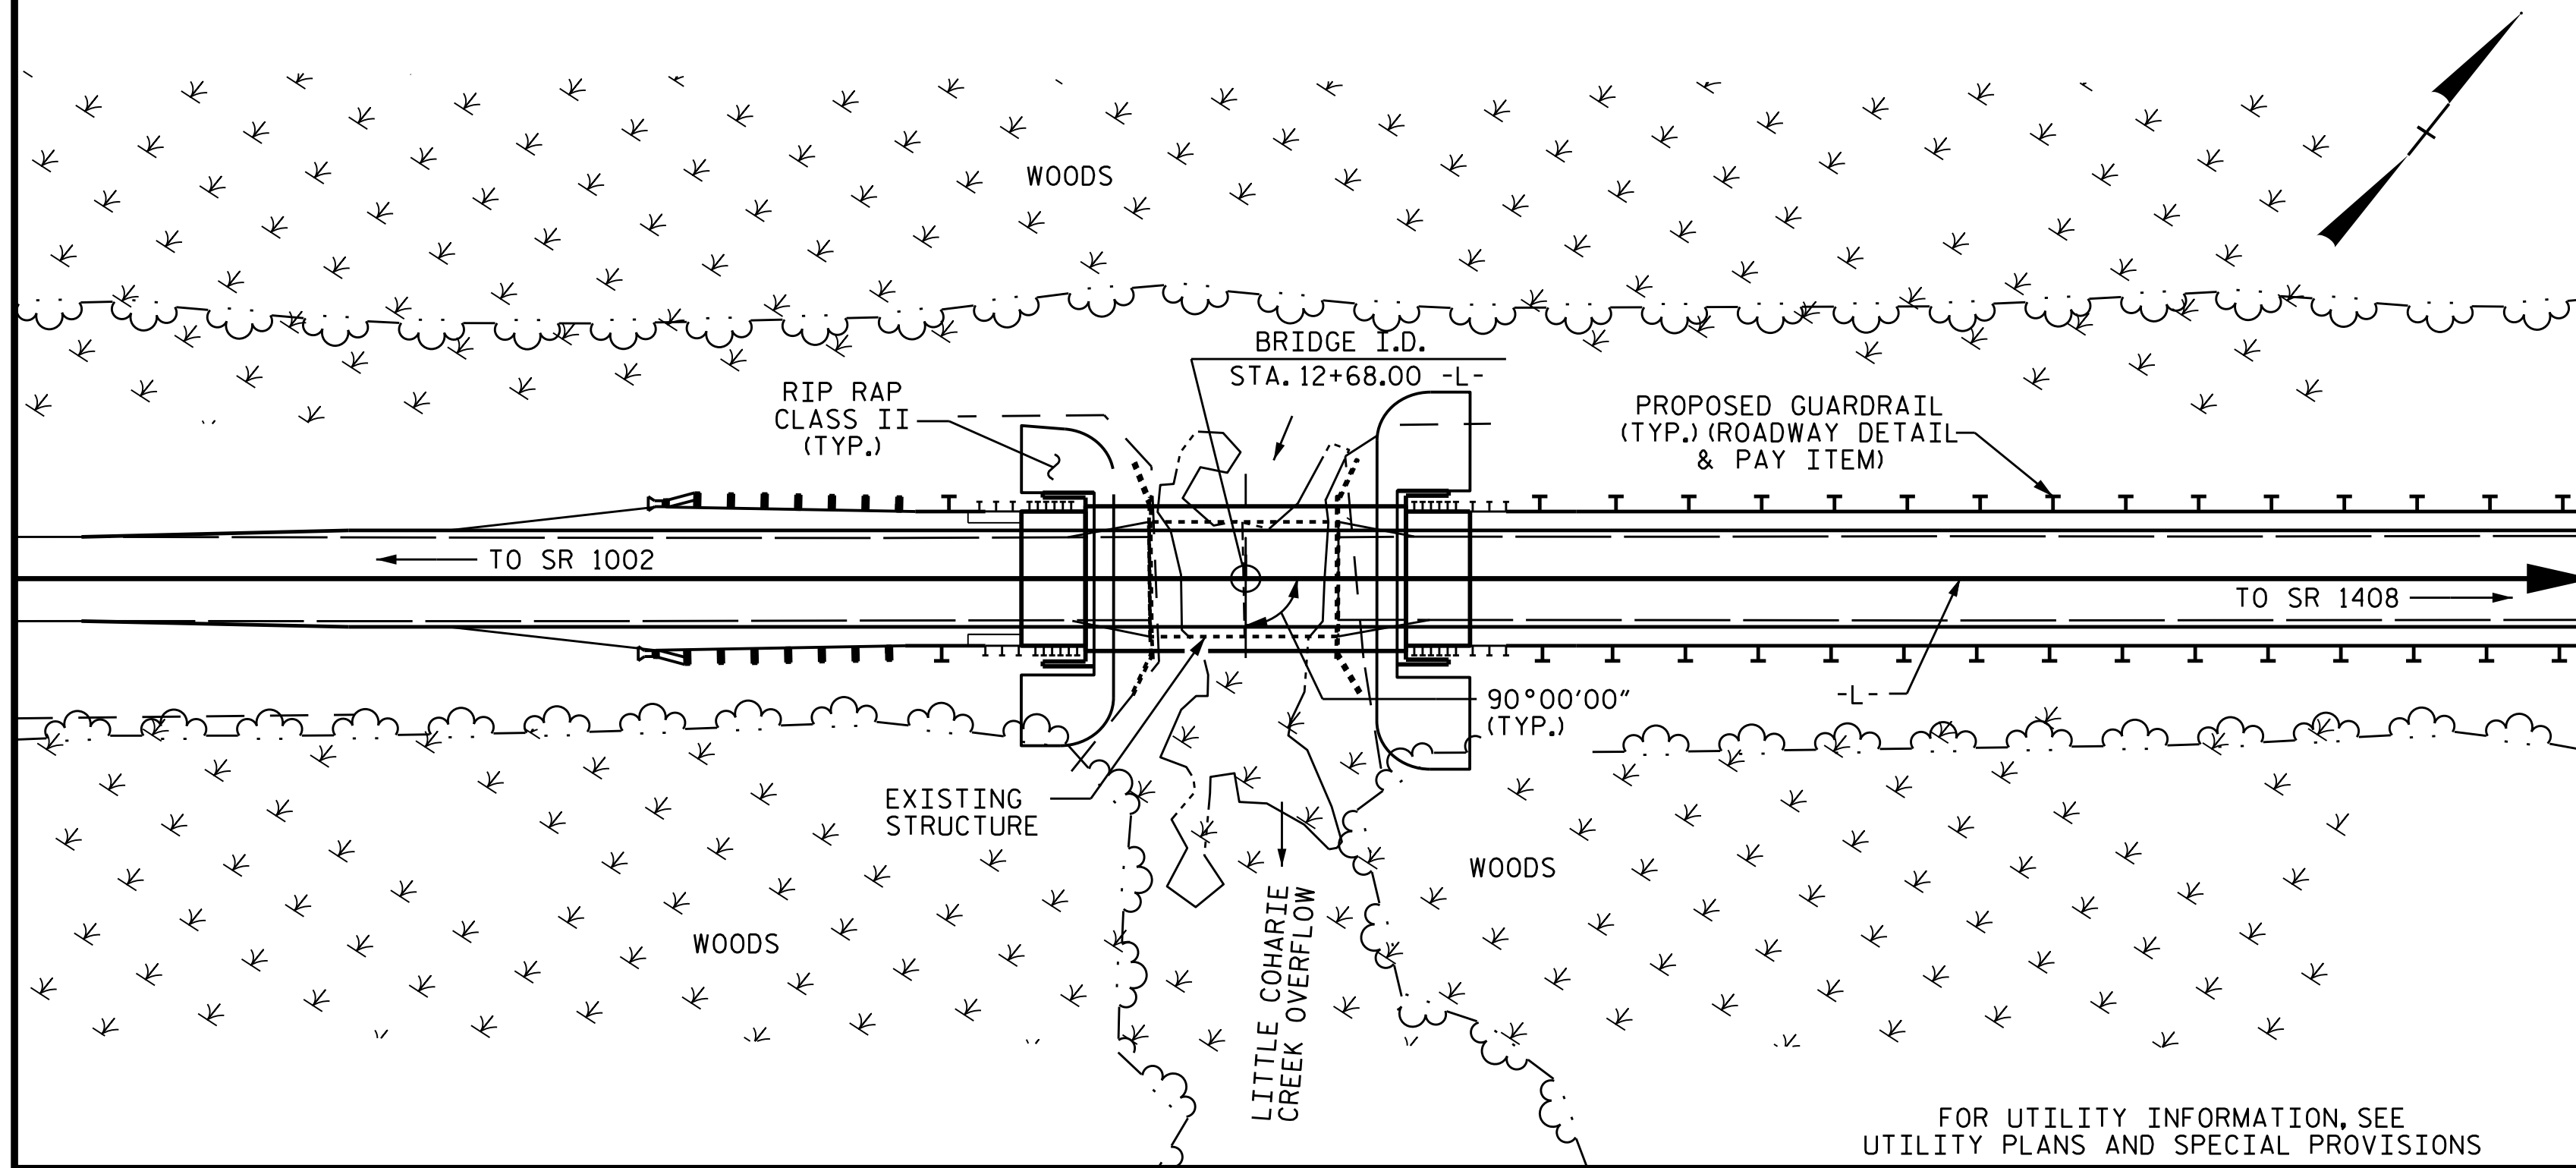 WOODS
BRIDGE I.D.
STA. 12+68.00 -L-
RIP RAP
CLASS II
(TYP.)
PROPOSED GUARDRAIL
(TYP.) (ROADWAY DETAIL
& PAY ITEM)
TO SR 1002
TO SR 1408
-L-
90°00'00"
(TYP.)
EXISTING
STRUCTURE
WOODS
WOODS
LITTLE COHARIE
CREEK OVERFLOW
FOR UTILITY INFORMATION, SEE
UTILITY PLANS AND SPECIAL PROVISIONS